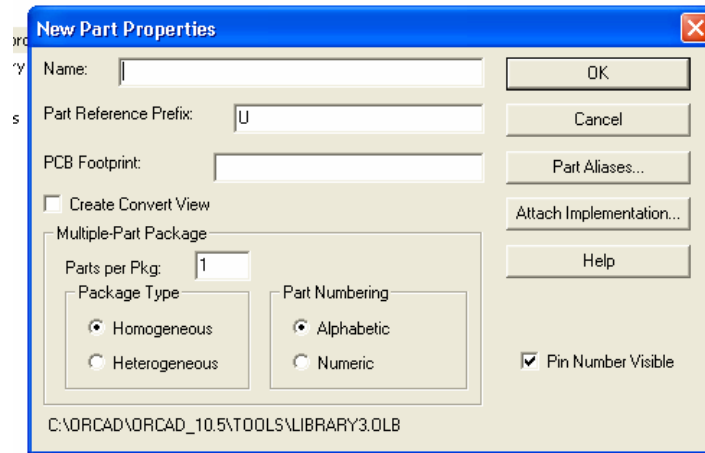 New Part Properties
Name:
OK
Part Reference Prefix:
U
Cancel
PCB Footprint:
Part Aliases...
Create Convert View
Attach Implementation...
Multiple-Part Package
Parts per Pkg:
1
Help
Package Type
Part Numbering
Homogeneous
Alphabetic
Heterogeneous
Numeric
Pin Number Visible
C:\ORCAD\ORCAD_10.5\TOOLS\LIBRARY3.OLB